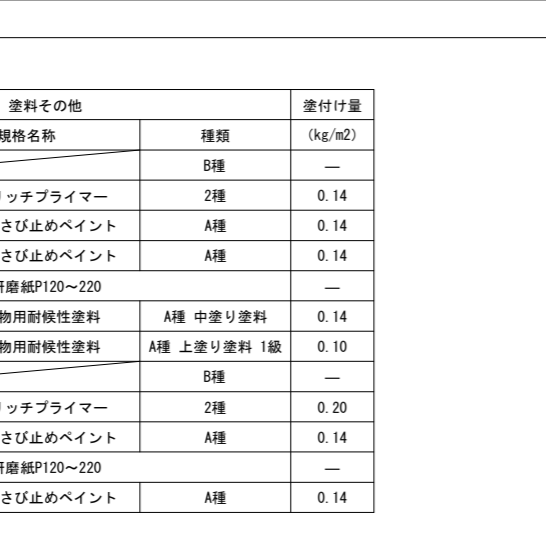 塗料その他 塗付け量
規格名称 種類 (kg/m2)
B種 ―
リッチプライマー 2種 0.14
さび止めペイント A種 0.14
さび止めペイント A種 0.14
研磨紙P120～220 ―
物用耐候性塗料 A種 中塗り塗料 0.14
物用耐候性塗料 A種 上塗り塗料 1級 0.10
B種 ―
リッチプライマー 2種 0.20
さび止めペイント A種 0.14
研磨紙P120～220 ―
さび止めペイント A種 0.14